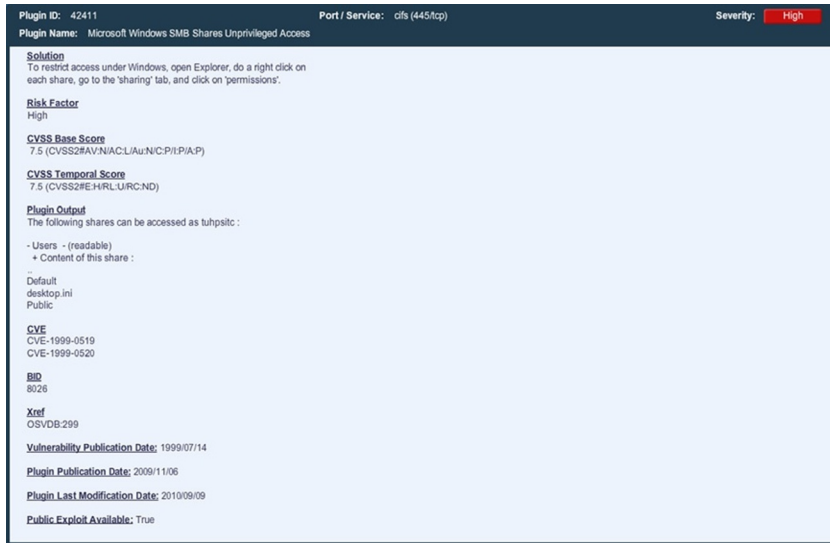 Plugin ID: 42411 Port / Service: cifs (445/tcp) Severity: High
Plugin Name: Microsoft Windows SMB Shares Unprivileged Access
Solution
To restrict access under Windows, open Explorer, do a right click on
each share, go to the 'sharing' tab, and click on 'permissions'.
Risk Factor
High
CVSS Base Score
7.5 (CVSS2#AV:N/AC:L/Au:N/C:P/I:P/A:P)
CVSS Temporal Score
7.5 (CVSS2#E:H/RL:U/RC:ND)
Plugin Output
The following shares can be accessed as tuhpsitc :
- Users - (readable)
+ Content of this share :
..
Default
desktop.ini
Public
CVE
CVE-1999-0519
CVE-1999-0520
BID
8026
Xref
OSVDB:299
Vulnerability Publication Date: 1999/07/14
Plugin Publication Date: 2009/11/06
Plugin Last Modification Date: 2010/09/09
Public Exploit Available: True